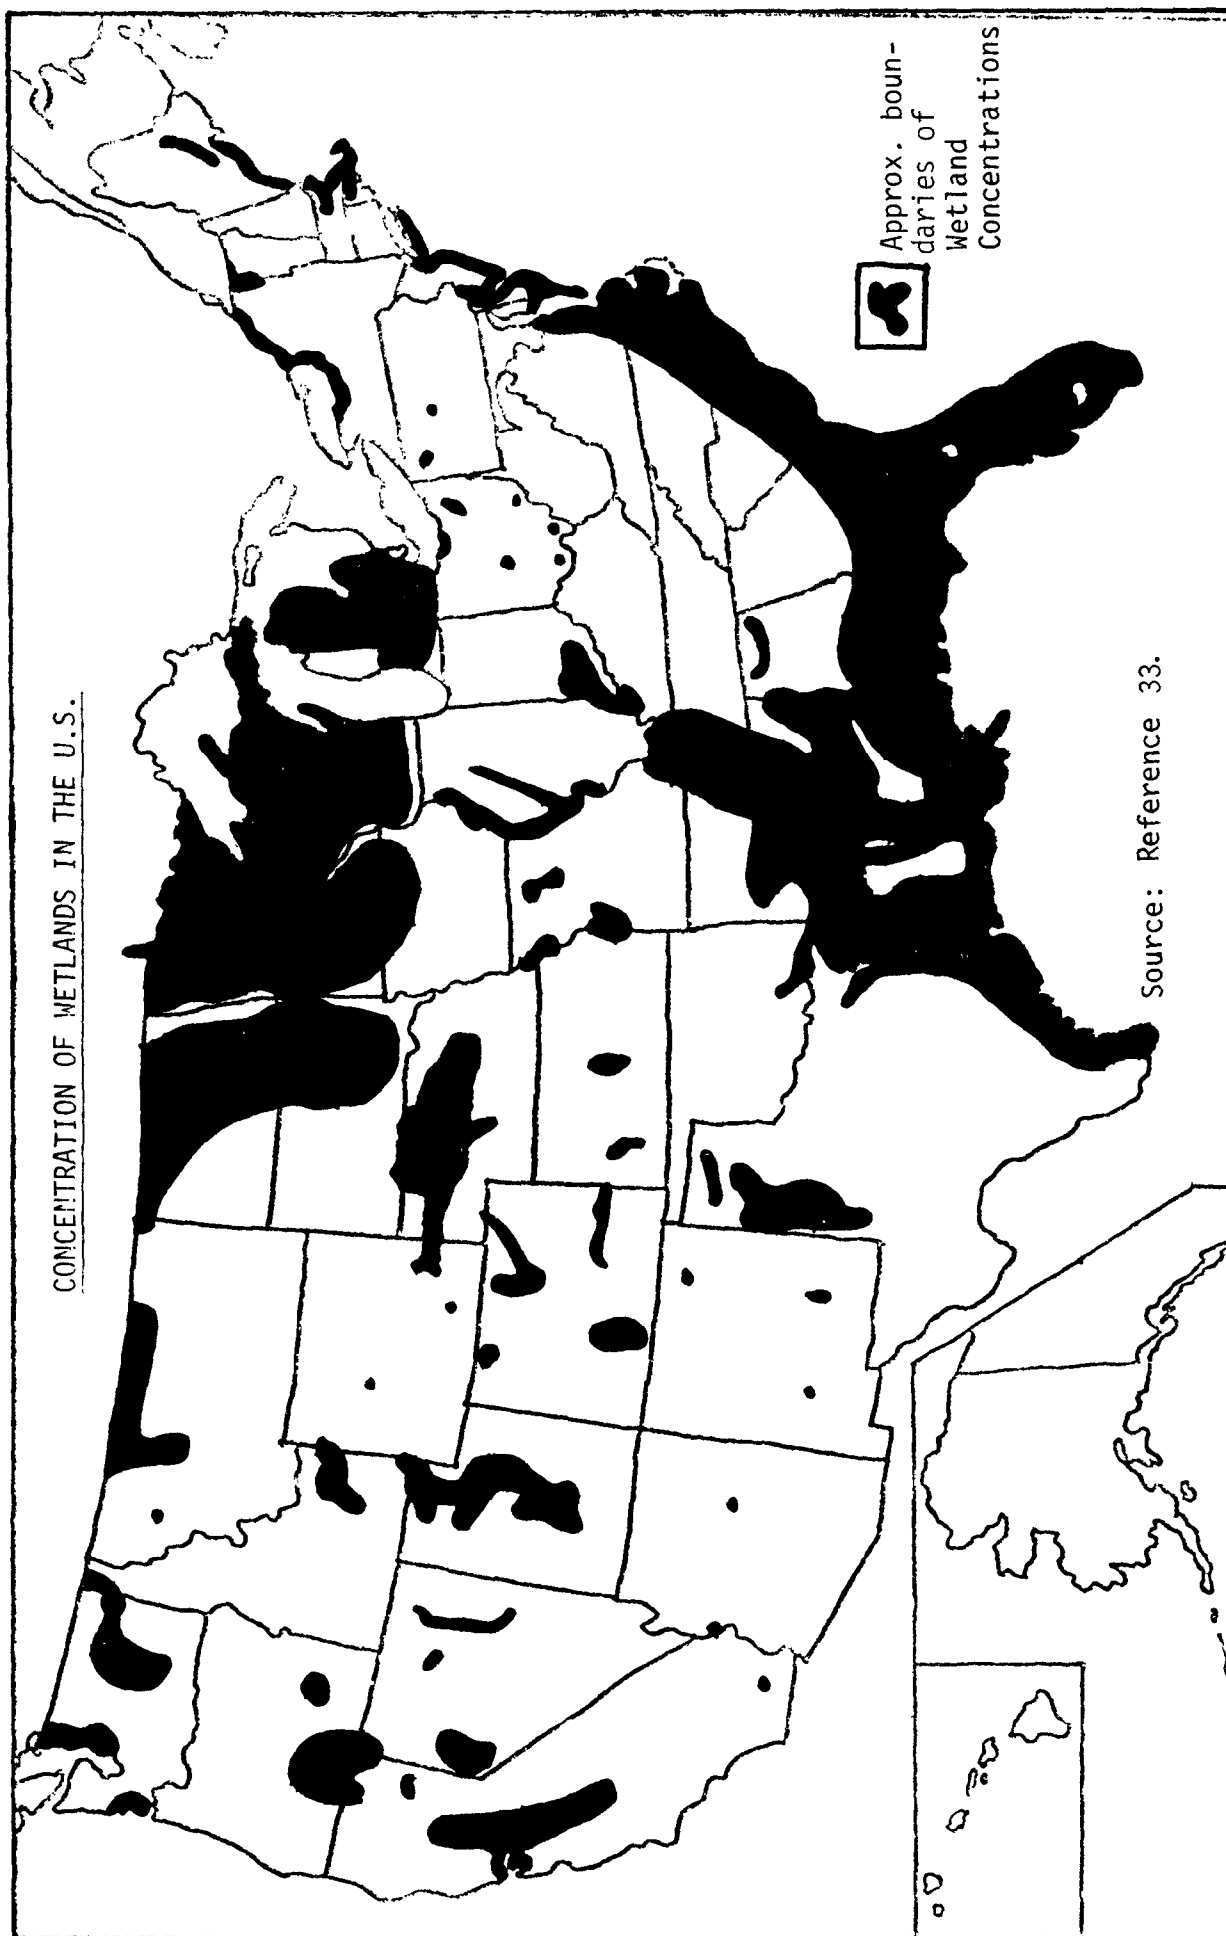 CONCENTRATION OF WETLANDS IN THE U.S.
Approx. boun-
daries of
Wetland
Concentrations
Source: Reference 33.